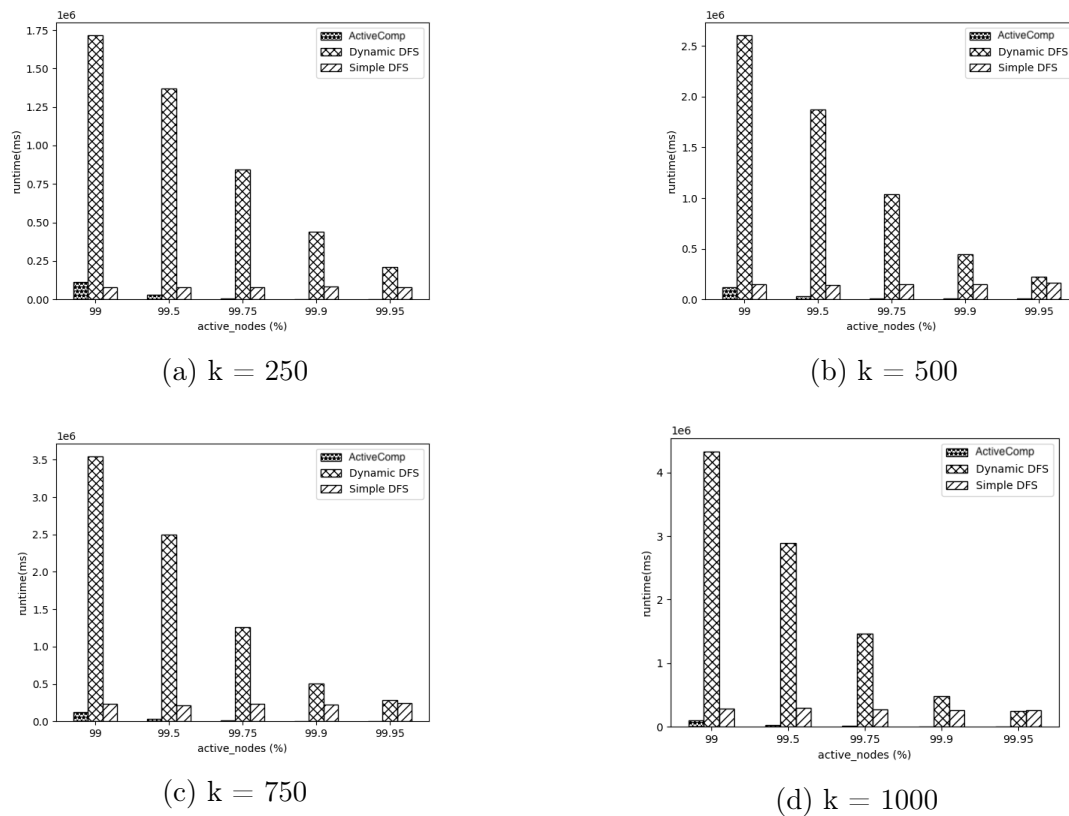 1e6
1.75
1.50
1.25
1.00
0.75
0.50
0.25
0.00
runtime(ms)
ActiveComp
Dynamic DFS
Simple DFS
99 99.5 99.75 99.9 99.95
active_nodes (%)
(a) k = 250
1e6
2.5
2.0
1.5
1.0
0.5
0.0
runtime(ms)
ActiveComp
Dynamic DFS
Simple DFS
99 99.5 99.75 99.9 99.95
active_nodes (%)
(b) k = 500
1e6
3.5
3.0
2.5
2.0
1.5
1.0
0.5
0.0
runtime(ms)
ActiveComp
Dynamic DFS
Simple DFS
99 99.5 99.75 99.9 99.95
active_nodes (%)
(c) k = 750
1e6
4
3
2
1
0
runtime(ms)
ActiveComp
Dynamic DFS
Simple DFS
99 99.5 99.75 99.9 99.95
active_nodes (%)
(d) k = 1000